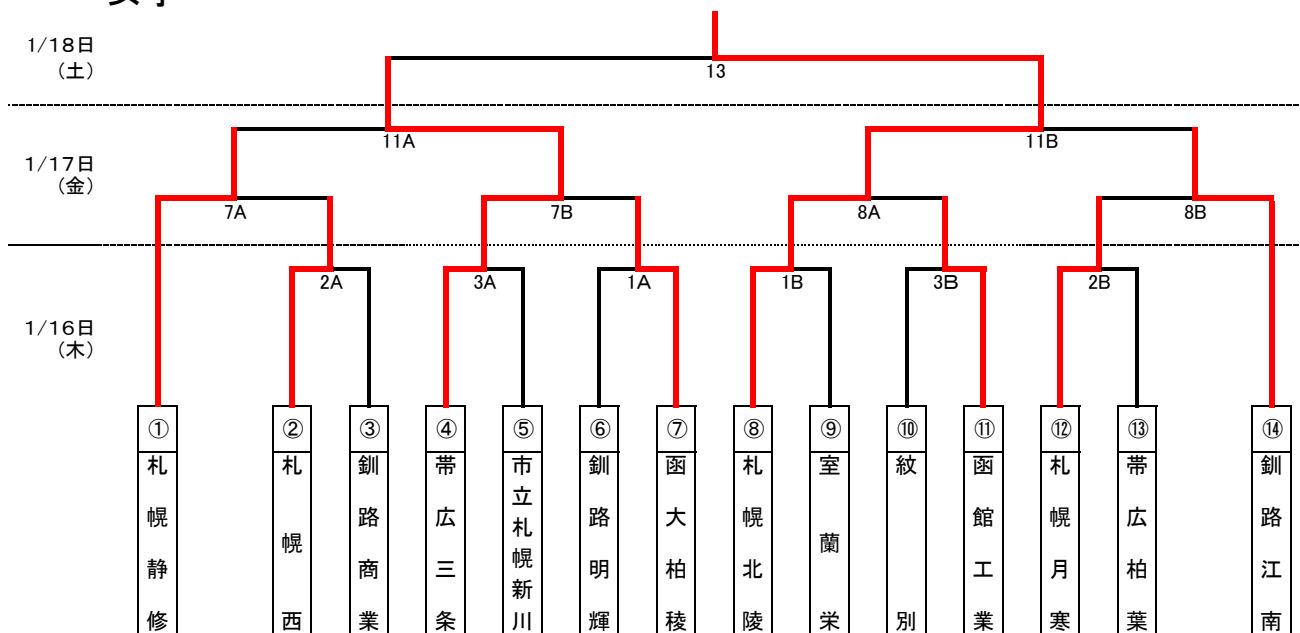 1/18日
(土)
13
11A
11B
1/17日
(金)
7A
7B
8A
8B
2A
3A
1A
1B
3B
2B
1/16日
(木)
① 札幌静修
② 札幌西
③ 釧路商業
④ 帯広三条
⑤ 市立札幌新川
⑥ 釧路明輝
⑦ 函大柏稜
⑧ 札幌北陵
⑨ 室蘭栄
⑩ 紋別
⑪ 函館工業
⑫ 札幌月寒
⑬ 帯広柏葉
⑭ 釧路江南